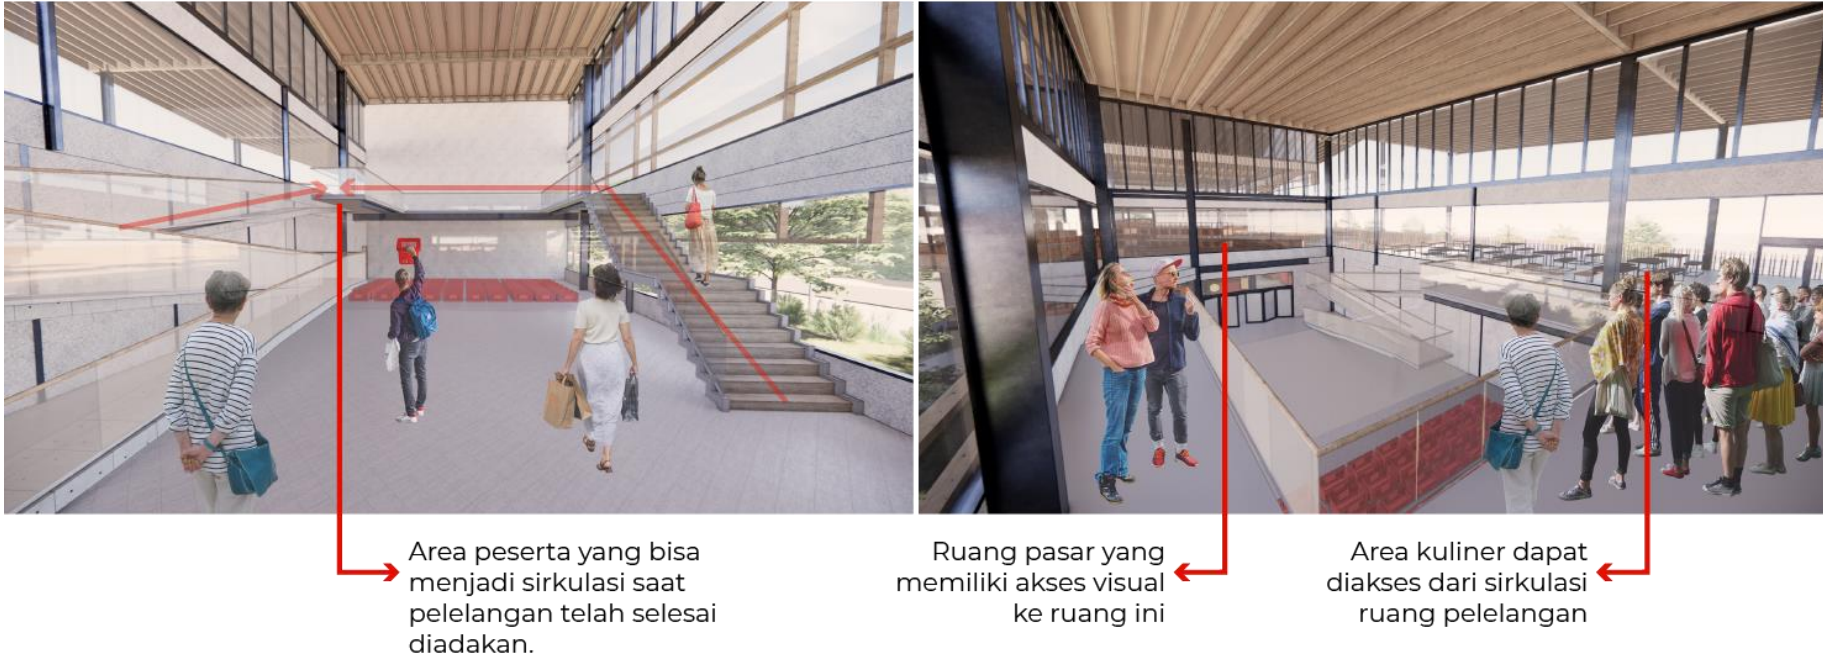 Area peserta yang bisa
menjadi sirkulasi saat
pelelangan telah selesai
diadakan.
Ruang pasar yang
memiliki akses visual
ke ruang ini
Area kuliner dapat
diakses dari sirkulasi
ruang pelelangan